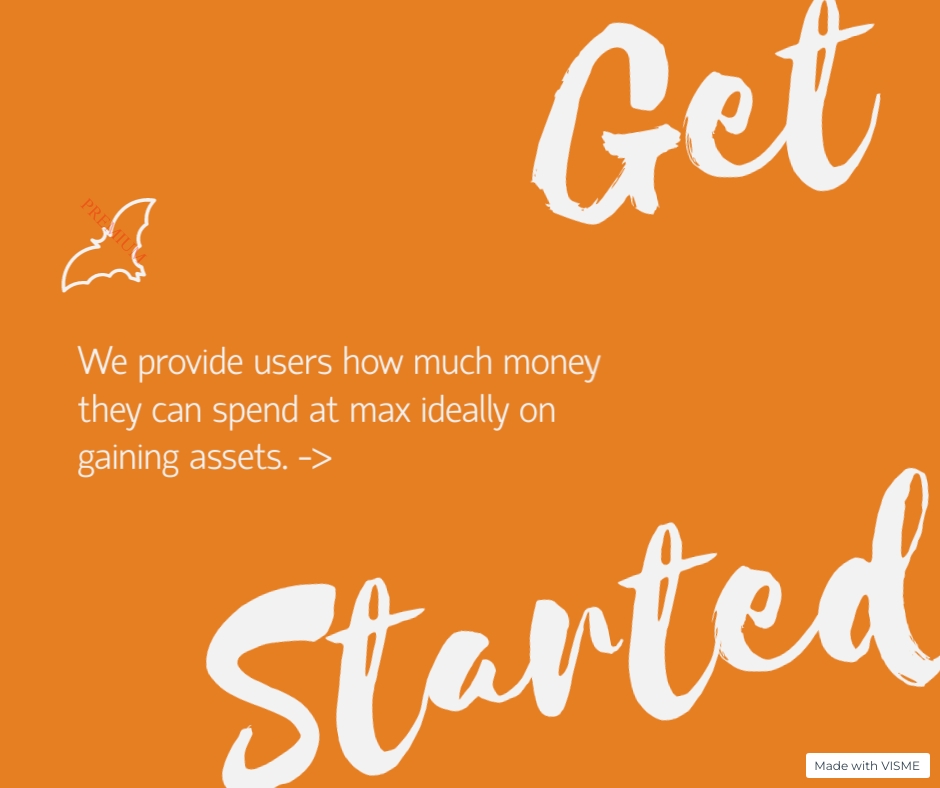 Get
PREMIUM
We provide users how much money
they can spend at max ideally on
gaining assets. ->
Started
Made with VISME